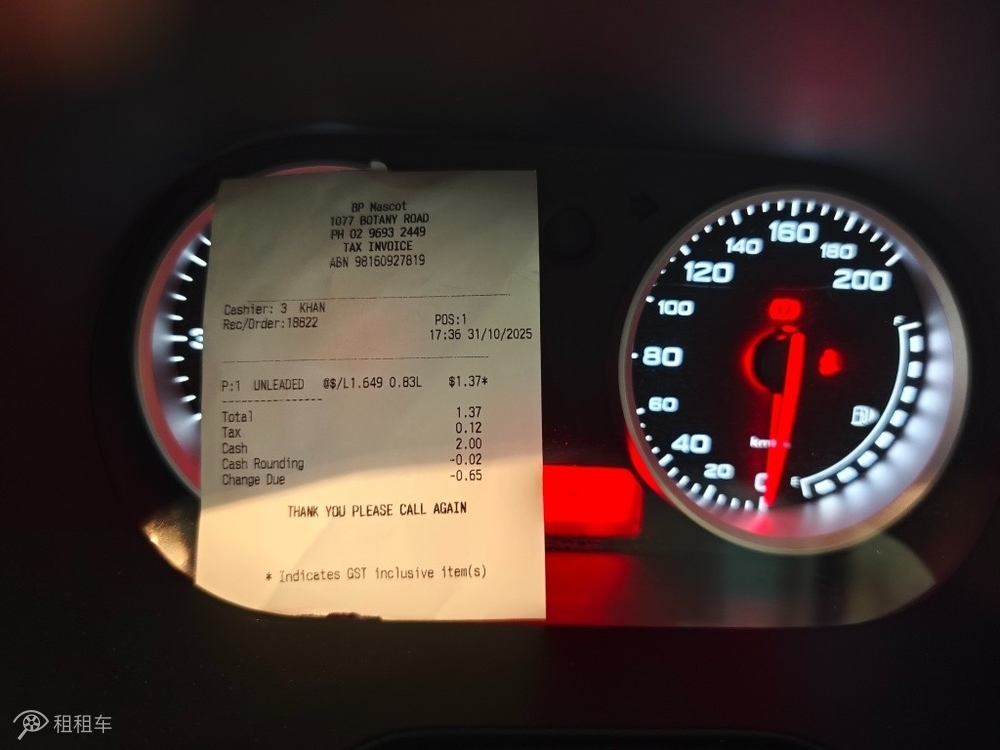 BP Mascot
1077 BOTANY ROAD
PH 02 9693 2449
TAX INVOICE
ABN 98160927819
Cashier: 3 KHAN
Rec/Order:18822
POS:1
17:36 31/10/2025
P:1 UNLEADED @$/L1.649 0.83L $1.37*
Total 1.37
Tax 0.12
Cash 2.00
Cash Rounding -0.02
Change Due -0.65
THANK YOU PLEASE CALL AGAIN
* Indicates GST inclusive item(s)
0
20
40
60
80
100
120
140
160
180
200
F
E
租租车